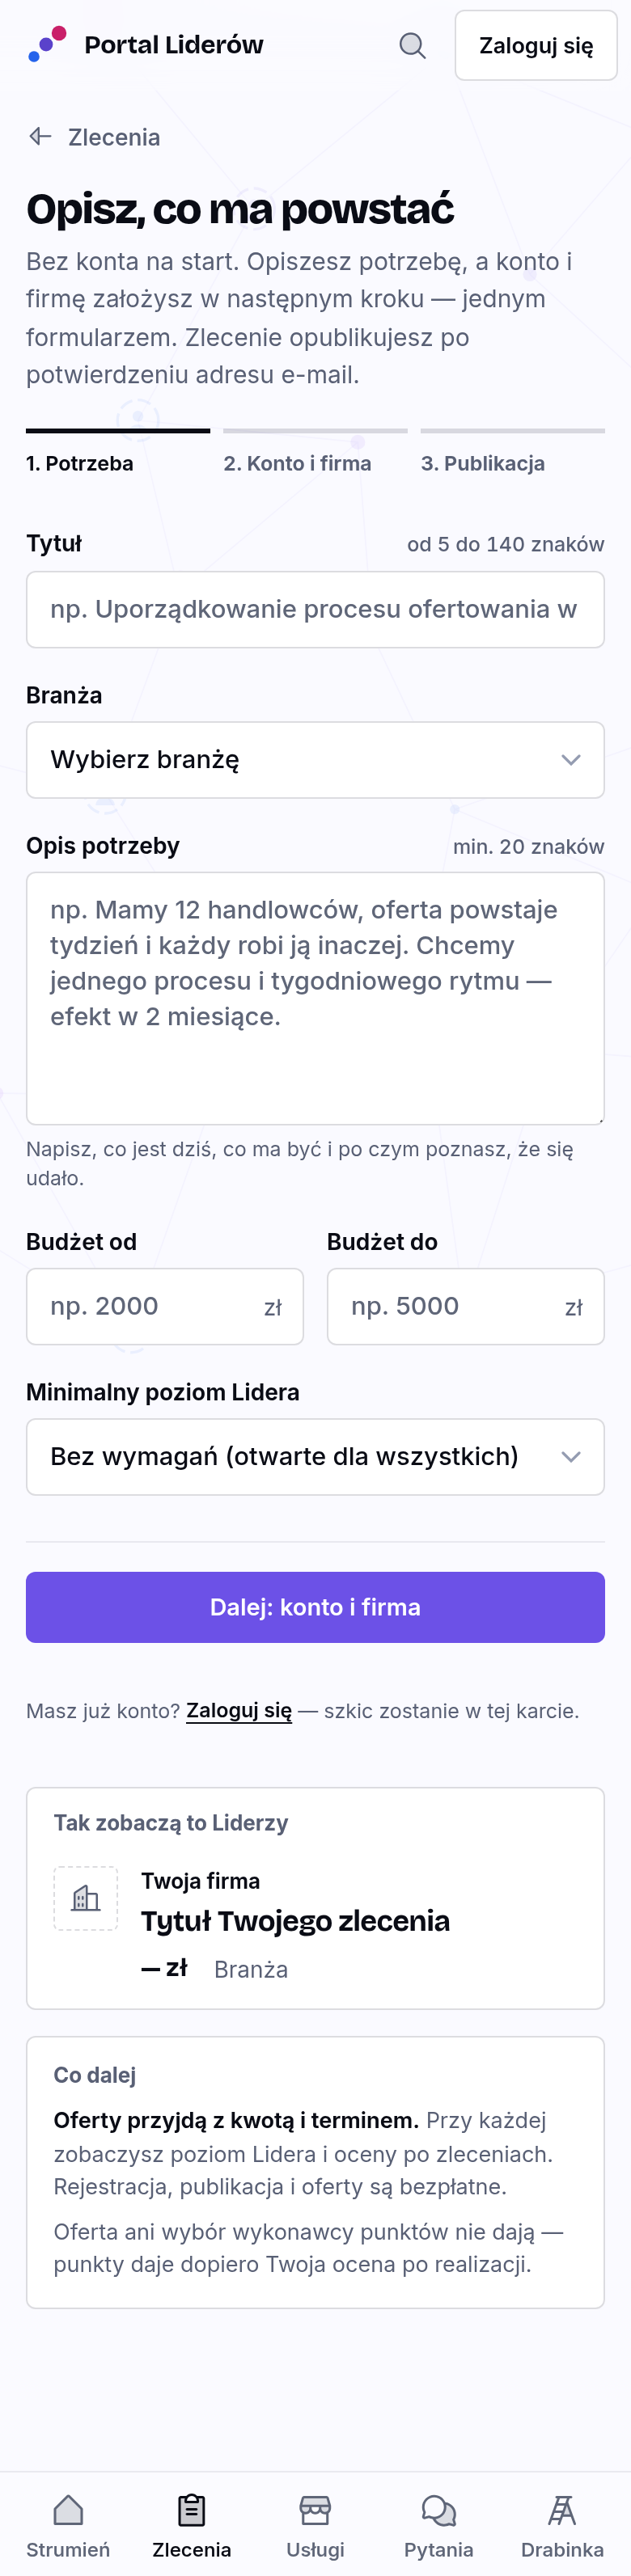 Portal Liderów
Zaloguj się
Zlecenia
Opisz, co ma powstać
Bez konta na start. Opiszesz potrzebę, a konto i
firmę założysz w następnym kroku — jednym
formularzem. Zlecenie opublikujesz po
potwierdzeniu adresu e-mail.
1. Potrzeba
2. Konto i firma
3. Publikacja
Tytuł
od 5 do 140 znaków
np. Uporządkowanie procesu ofertowania w
Branża
Wybierz branżę
Opis potrzeby
min. 20 znaków
np. Mamy 12 handlowców, oferta powstaje
tydzień i każdy robi ją inaczej. Chcemy
jednego procesu i tygodniowego rytmu —
efekt w 2 miesiące.
Napisz, co jest dziś, co ma być i po czym poznasz, że się
udało.
Budżet od
Budżet do
np. 2000 zł
np. 5000 zł
Minimalny poziom Lidera
Bez wymagań (otwarte dla wszystkich)
Dalej: konto i firma
Masz już konto? Zaloguj się — szkic zostanie w tej karcie.
Tak zobaczą to Liderzy
Twoja firma
Tytuł Twojego zlecenia
— zł Branża
Co dalej
Oferty przyjdą z kwotą i terminem. Przy każdej
zobaczysz poziom Lidera i oceny po zleceniach.
Rejestracja, publikacja i oferty są bezpłatne.
Oferta ani wybór wykonawcy punktów nie dają —
punkty daje dopiero Twoja ocena po realizacji.
Strumień
Zlecenia
Usługi
Pytania
Drabinka